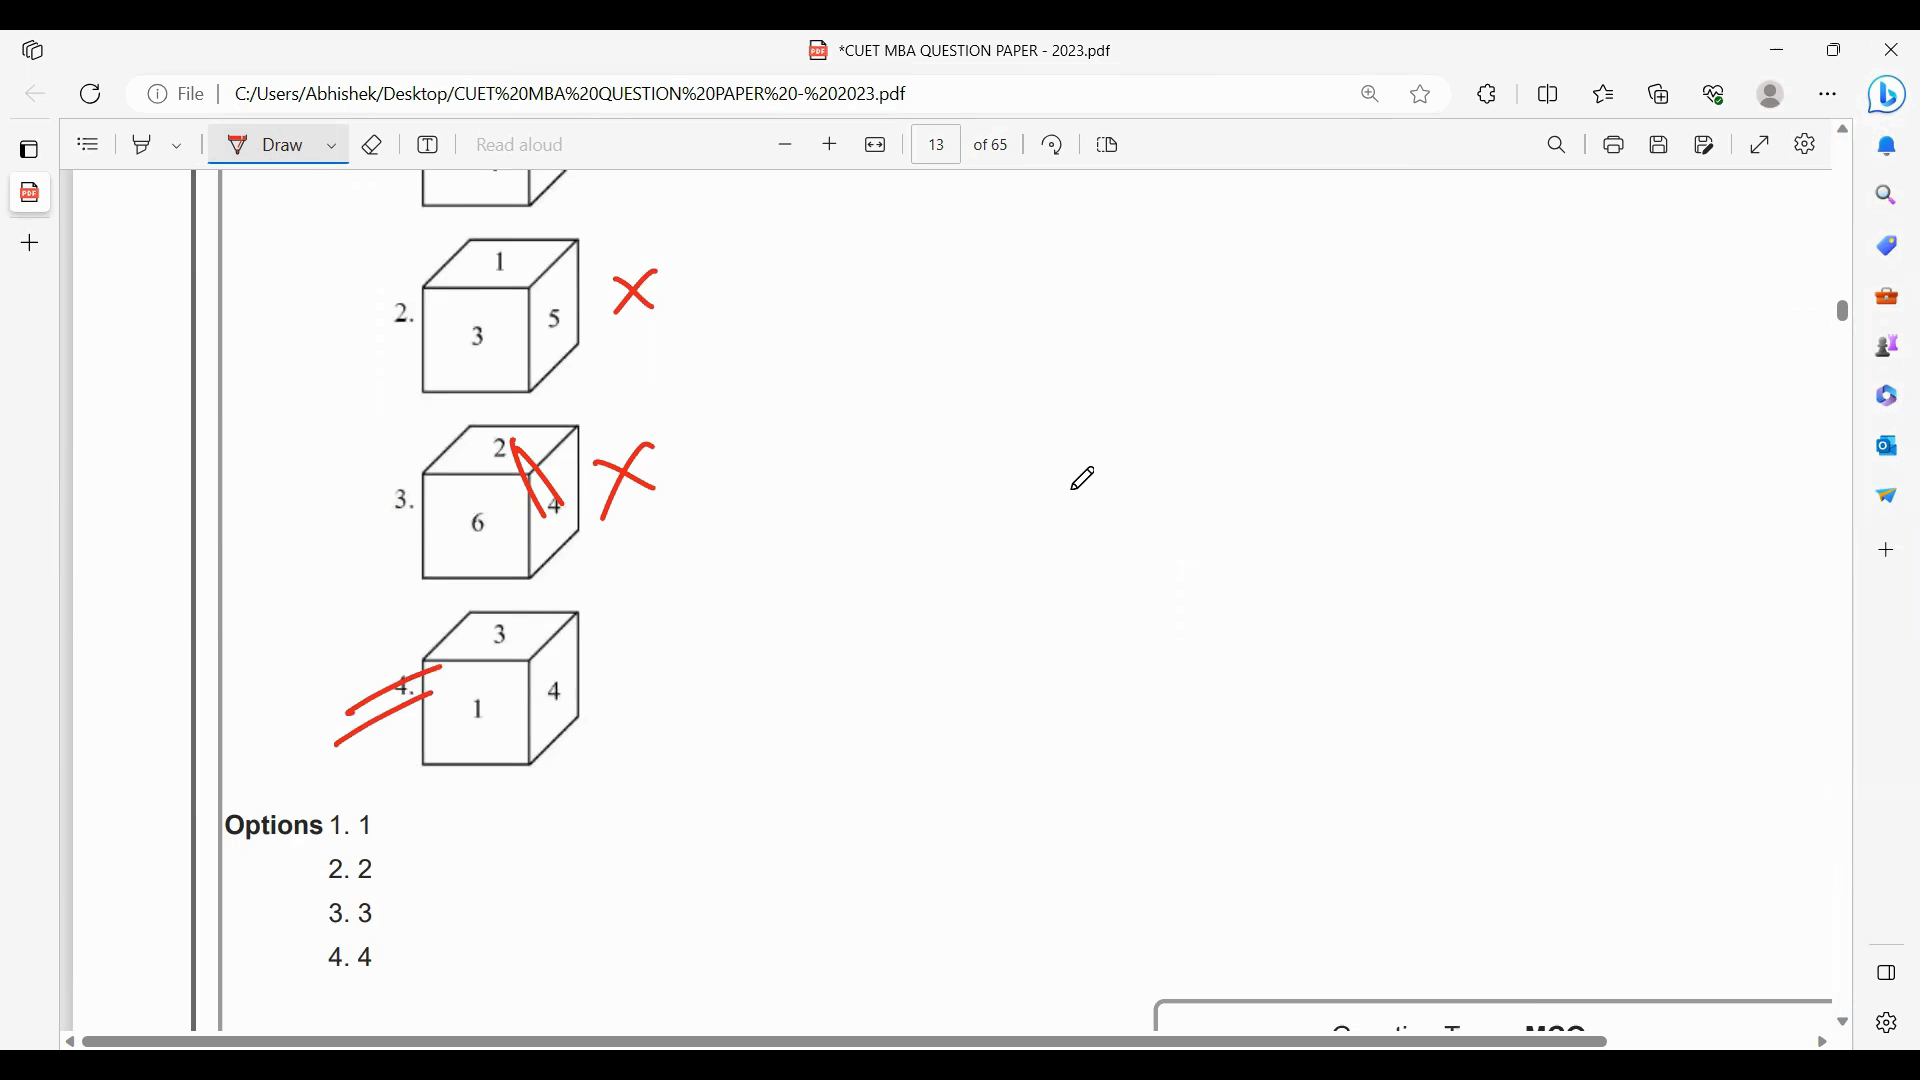 *CUET MBA QUESTION PAPER - 2023.pdf
File C:/Users/Abhishek/Desktop/CUET%20MBA%20QUESTION%20PAPER%20-%202023.pdf
Draw Read aloud 13 of 65
1
2. 3 5
2
3. 6 4
3
4. 1 4
Options 1. 1
2. 2
3. 3
4. 4